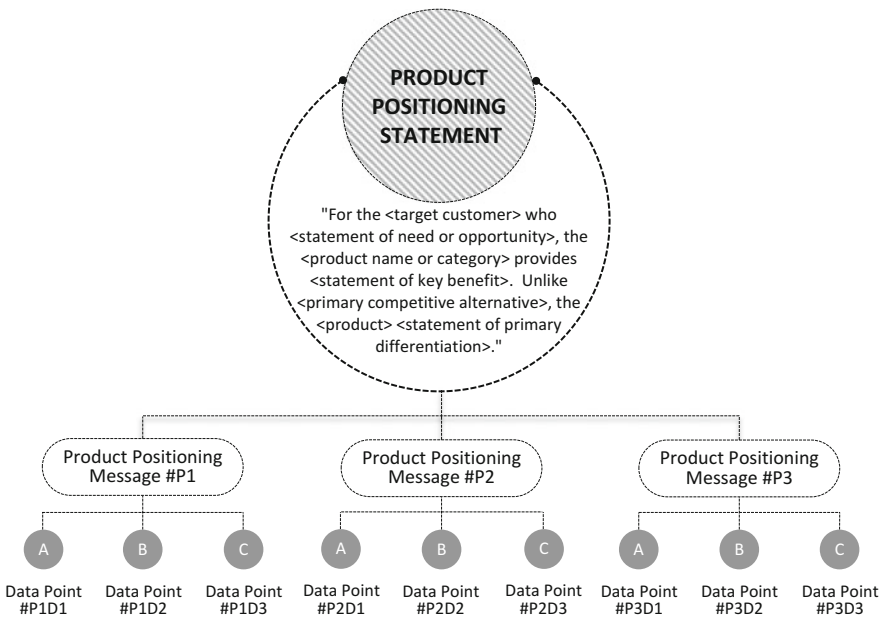 PRODUCT
POSITIONING
STATEMENT
"For the <target customer> who
<statement of need or opportunity>, the
<product name or category> provides
<statement of key benefit>.  Unlike
<primary competitive alternative>, the
<product> <statement of primary
differentiation>."
Product Positioning
Message #P1
Product Positioning
Message #P2
Product Positioning
Message #P3
A
B
C
A
B
C
A
B
C
Data Point
#P1D1
Data Point
#P1D2
Data Point
#P1D3
Data Point
#P2D1
Data Point
#P2D2
Data Point
#P2D3
Data Point
#P3D1
Data Point
#P3D2
Data Point
#P3D3